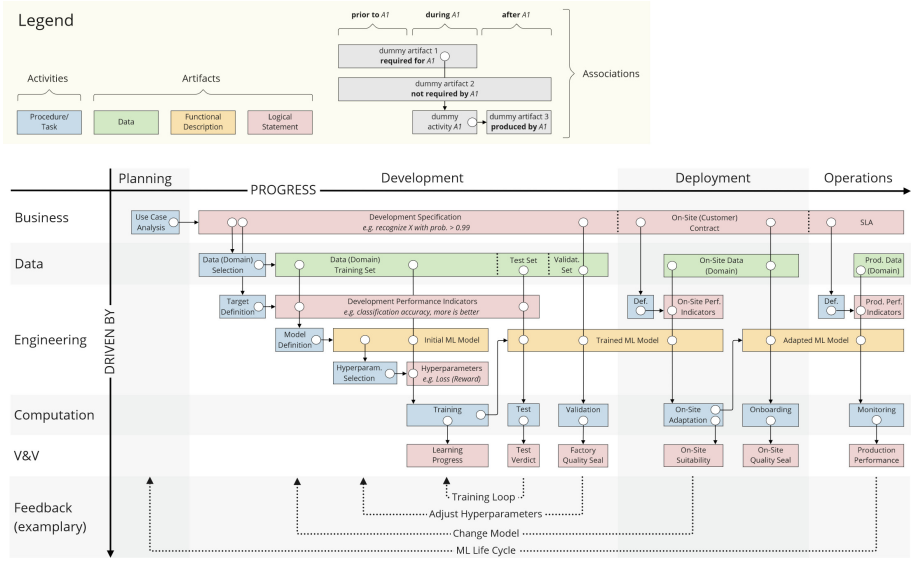 Legend
prior to A1
during A1
after A1
dummy artifact 1
required for A1
Activities
Artifacts
Associations
dummy artifact 2
not required by A1
Procedure/
Task
Data
Functional
Description
Logical
Statement
dummy
activity A1
dummy artifact 3
produced by A1
Planning
Development
Deployment
Operations
PROGRESS
DRIVEN BY
Business
Use Case
Analysis
Development Specification
e.g. recognize X with prob. > 0.99
On-Site (Customer)
Contract
SLA
Data
Data (Domain)
Selection
Data (Domain)
Training Set
Test Set
Validat.
Set
On-Site Data
(Domain)
Prod. Data
(Domain)
Engineering
Target
Definition
Development Performance Indicators
e.g. classification accuracy, more is better
Def.
On-Site Perf.
Indicators
Def.
Prod. Perf.
Indicators
Model
Definition
Initial ML Model
Trained ML Model
Adapted ML Model
Hyperparam.
Selection
Hyperparameters
e.g. Loss (Reward)
Computation
Training
Test
Validation
On-Site
Adaptation
Onboarding
Monitoring
V&V
Learning
Progress
Test
Verdict
Factory
Quality Seal
On-Site
Suitability
On-Site
Quality Seal
Production
Performance
Feedback
(examplary)
Training Loop
Adjust Hyperparameters
Change Model
ML Life Cycle